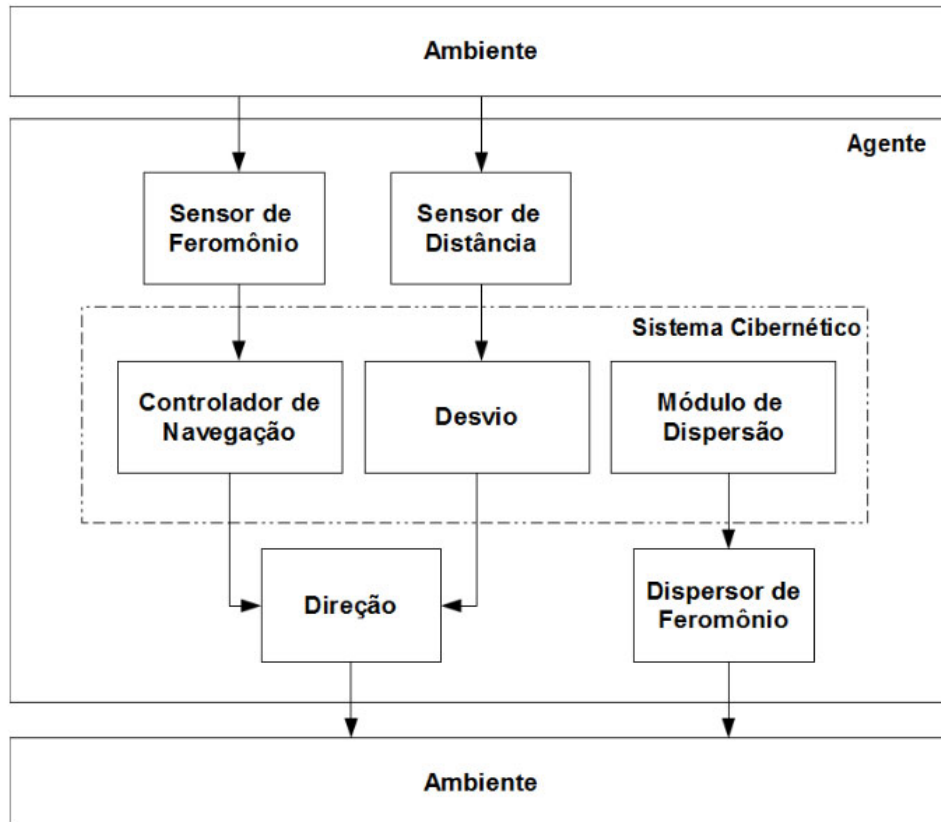 Ambiente
Agente
Sensor de
Feromônio
Sensor de
Distância
Sistema Cibernético
Controlador de
Navegação
Desvio
Módulo de
Dispersão
Direção
Dispersor de
Feromônio
Ambiente